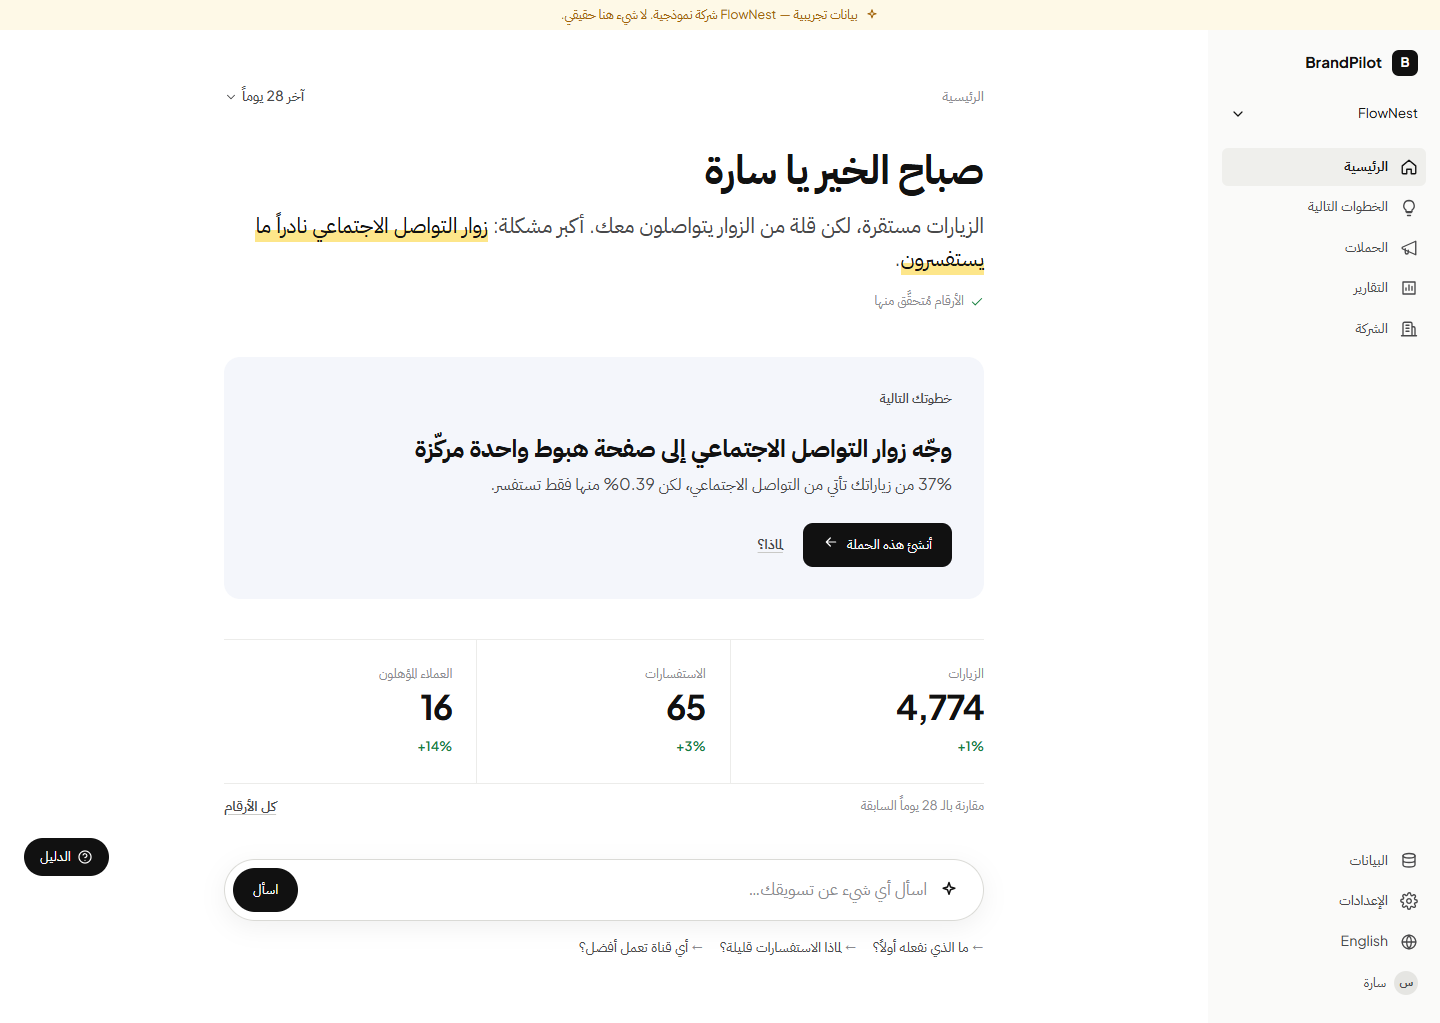 بيانات تجريبية — FlowNest شركة نموذجية. لا شيء هنا حقيقي.
B BrandPilot
FlowNest
الرئيسية
الخطوات التالية
الحملات
التقارير
الشركة
البيانات
الإعدادات
English
س سارة
الرئيسية
آخر 28 يوماً
صباح الخير يا سارة
الزيارات مستقرة، لكن قلة من الزوار يتواصلون معك. أكبر مشكلة: زوار التواصل الاجتماعي نادراً ما
يستفسرون.
الأرقام مُتحقَّق منها
خطوتك التالية
وجّه زوار التواصل الاجتماعي إلى صفحة هبوط واحدة مركّزة
37% من زياراتك تأتي من التواصل الاجتماعي، لكن 0.39% منها فقط تستفسر.
أنشئ هذه الحملة ←
لماذا؟
الزيارات
4,774
+1%
الاستفسارات
65
+3%
العملاء المؤهلون
16
+14%
مقارنة بالـ 28 يوماً السابقة
كل الأرقام
اسأل أي شيء عن تسويقك...
اسأل
← ما الذي نفعله أولاً؟
← لماذا الاستفسارات قليلة؟
← أي قناة تعمل أفضل؟
الدليل